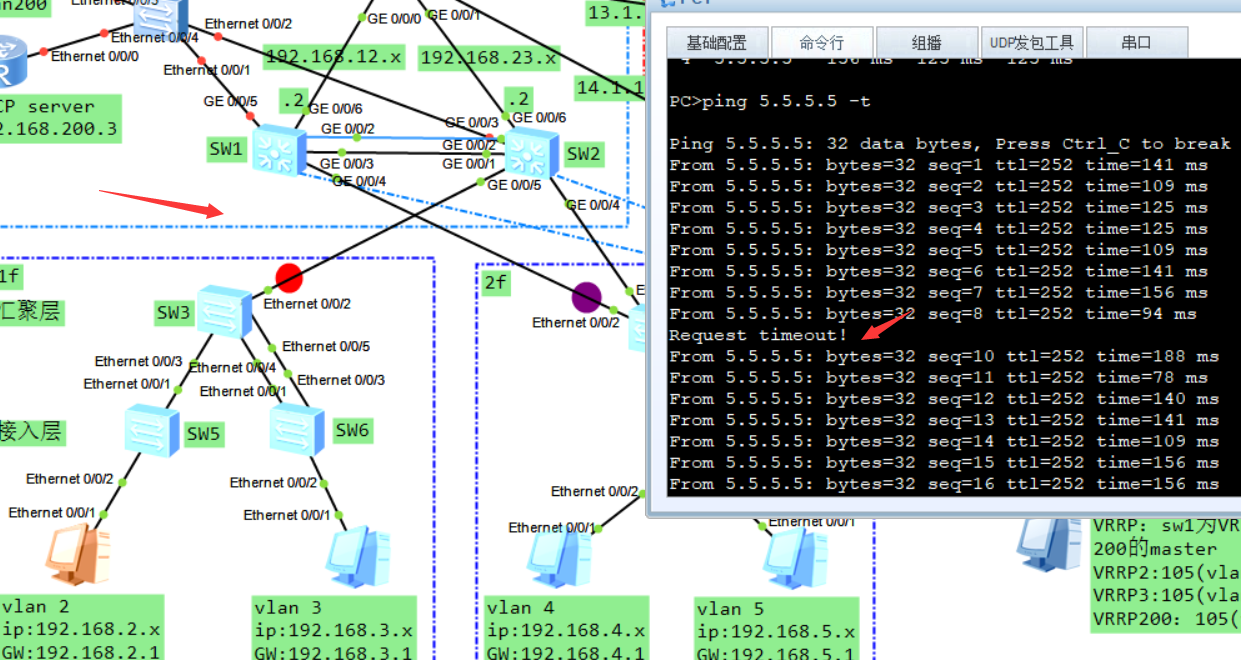 Ethernet 0/0/2
Ethernet 0/0/4
Ethernet 0/0/0
Ethernet 0/0/1
CP server
2.168.200.3
R
GE 0/0/0
GE 0/0/1
192.168.12.x
192.168.23.x
13.1.
14.1.1
GE 0/0/5
.2
GE 0/0/6
GE 0/0/2
GE 0/0/3
.2
GE 0/0/6
SW1
GE 0/0/3
GE 0/0/4
GE 0/0/2
GE 0/0/1
SW2
GE 0/0/5
GE 0/0/4
1f
汇聚层
SW3
Ethernet 0/0/2
2f
Ethernet 0/0/2
Ethernet 0/0/3
Ethernet 0/0/4
Ethernet 0/0/5
Ethernet 0/0/1
Ethernet 0/0/1
Ethernet 0/0/3
接入层
SW5
SW6
Ethernet 0/0/2
Ethernet 0/0/2
Ethernet 0/0/1
Ethernet 0/0/1
Ethernet 0/0/2
Ethernet 0/0/1
Ethernet 0/0/1
vlan 2
ip:192.168.2.x
GW:192.168.2.1
vlan 3
ip:192.168.3.x
GW:192.168.3.1
vlan 4
ip:192.168.4.x
GW:192.168.4.1
vlan 5
ip:192.168.5.x
GW:192.168.5.1
VRRP: sw1为VR
200的master
VRRP2:105(vla
VRRP3:105(vla
VRRP200: 105(
基础配置
命令行
组播
UDP发包工具
串口
PC>ping 5.5.5.5 -t
Ping 5.5.5.5: 32 data bytes, Press Ctrl_C to break
From 5.5.5.5: bytes=32 seq=1 ttl=252 time=141 ms
From 5.5.5.5: bytes=32 seq=2 ttl=252 time=109 ms
From 5.5.5.5: bytes=32 seq=3 ttl=252 time=125 ms
From 5.5.5.5: bytes=32 seq=4 ttl=252 time=125 ms
From 5.5.5.5: bytes=32 seq=5 ttl=252 time=109 ms
From 5.5.5.5: bytes=32 seq=6 ttl=252 time=141 ms
From 5.5.5.5: bytes=32 seq=7 ttl=252 time=156 ms
From 5.5.5.5: bytes=32 seq=8 ttl=252 time=94 ms
Request timeout!
From 5.5.5.5: bytes=32 seq=10 ttl=252 time=188 ms
From 5.5.5.5: bytes=32 seq=11 ttl=252 time=78 ms
From 5.5.5.5: bytes=32 seq=12 ttl=252 time=140 ms
From 5.5.5.5: bytes=32 seq=13 ttl=252 time=141 ms
From 5.5.5.5: bytes=32 seq=14 ttl=252 time=109 ms
From 5.5.5.5: bytes=32 seq=15 ttl=252 time=156 ms
From 5.5.5.5: bytes=32 seq=16 ttl=252 time=156 ms